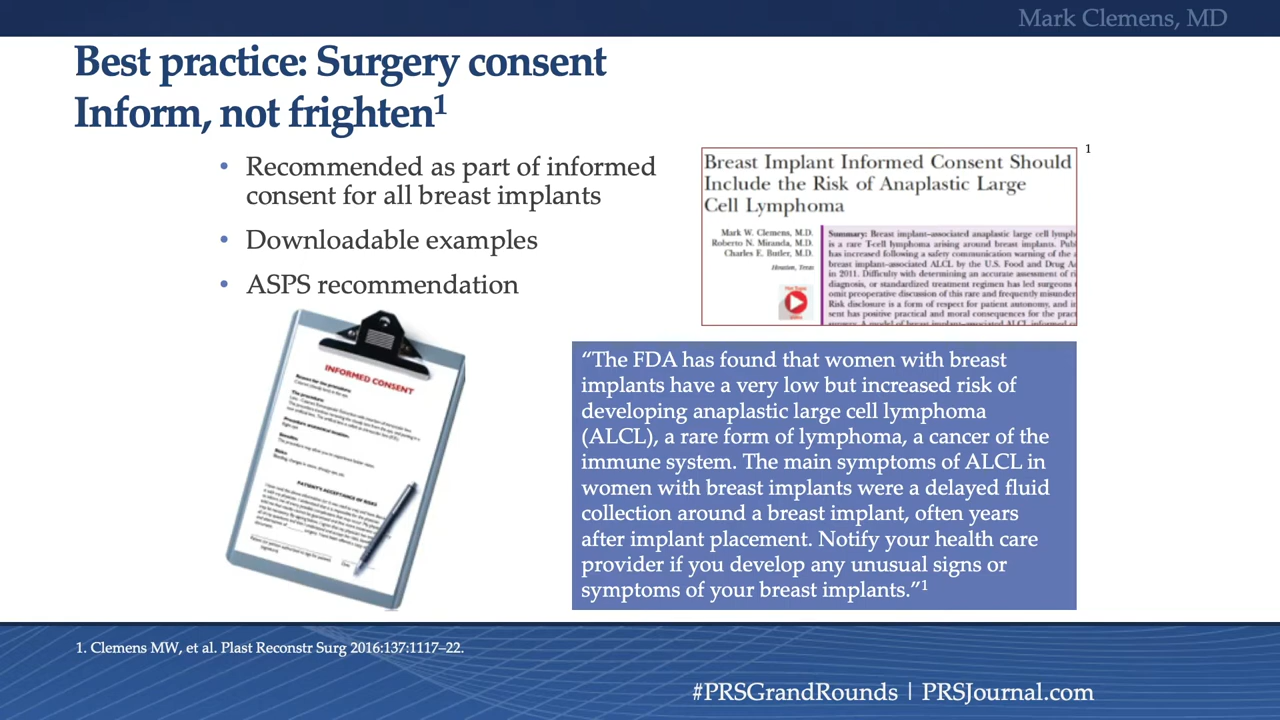 Mark Clemens, MD
Best practice: Surgery consent
Inform, not frighten1
• Recommended as part of informed
consent for all breast implants
• Downloadable examples
• ASPS recommendation
Breast Implant Informed Consent Should
Include the Risk of Anaplastic Large
Cell Lymphoma
1
Mark W. Clemens, M.D.
Roberto N. Miranda, M.D.
Charles E. Butler, M.D.
Houston, Texas
Summary: Breast implant–associated anaplastic large cell lymph
is a rare T-cell lymphoma arising around breast implants. Pub
has increased following a safety communication warning of the
breast implant–associated ALCL by the U.S. Food and Drug A
in 2011. Difficulty with determining an accurate assessment of ri
diagnosis, or standardized treatment regimen has led surgeons
omit preoperative discussion of this rare and frequently misunder
Risk disclosure is a form of respect for patient autonomy, and in
sent has positive practical and moral consequences for the pract
INFORMED CONSENT
The procedure:
Benefits
Risks
PATIENT'S ACCEPTANCE OF RISKS
“The FDA has found that women with breast
implants have a very low but increased risk of
developing anaplastic large cell lymphoma
(ALCL), a rare form of lymphoma, a cancer of the
immune system. The main symptoms of ALCL in
women with breast implants were a delayed fluid
collection around a breast implant, often years
after implant placement. Notify your health care
provider if you develop any unusual signs or
symptoms of your breast implants.”1
1. Clemens MW, et al. Plast Reconstr Surg 2016:137:1117–22.
#PRSGrandRounds | PRSJournal.com